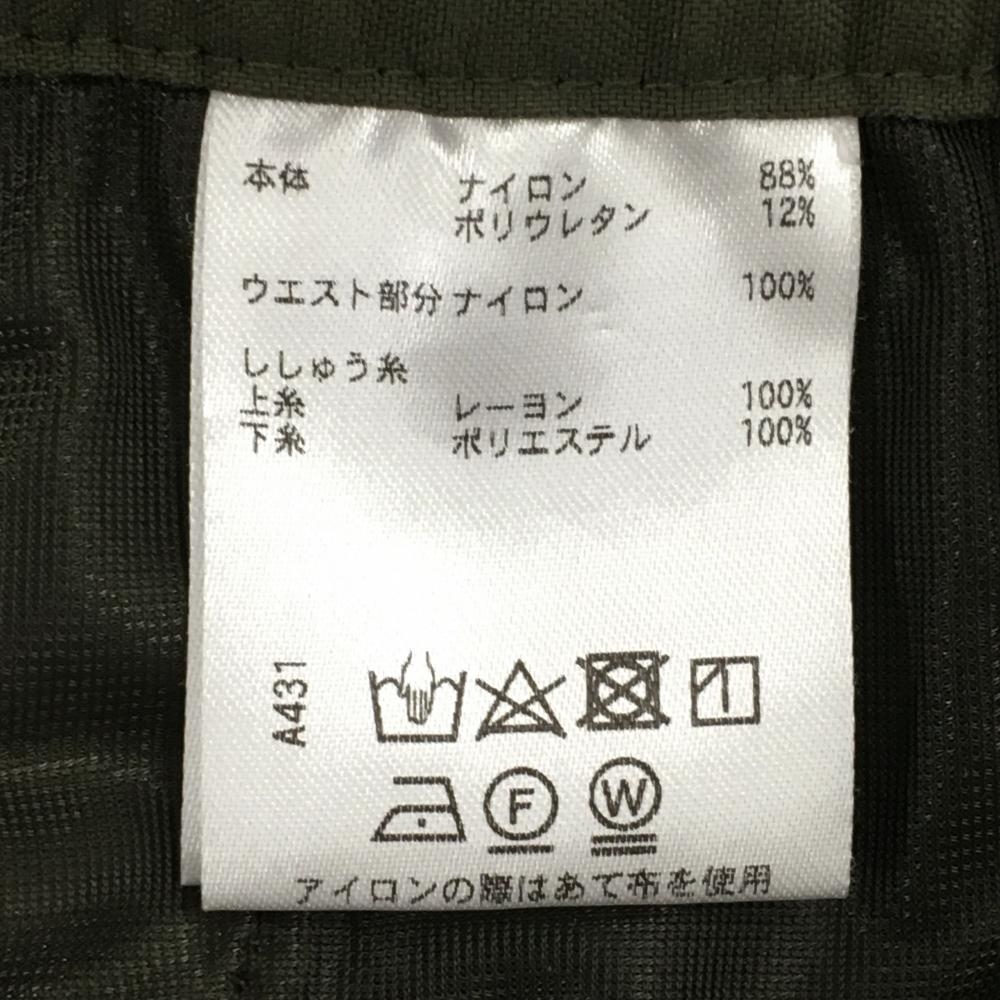 本体 ナイロン 88%
ポリウレタン 12%
ウエスト部分 ナイロン 100%
ししゅう糸
上糸 レーヨン 100%
下糸 ポリエステル 100%
A431
F W
アイロンの際はあて布を使用